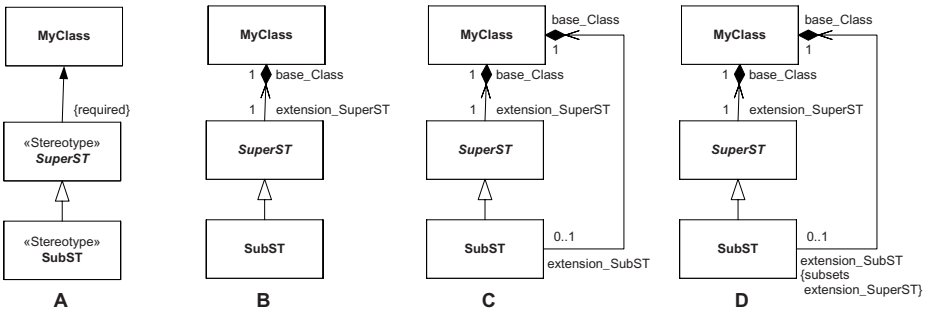 MyClass
{required}
«Stereotype»
SuperST
«Stereotype»
SubST
A
MyClass
1
base_Class
1
extension_SuperST
SuperST
SubST
B
base_Class
MyClass
1
1
base_Class
1
extension_SuperST
SuperST
SubST
0..1
extension_SubST
C
base_Class
MyClass
1
1
base_Class
1
extension_SuperST
SuperST
SubST
0..1
extension_SubST
{subsets
extension_SuperST}
D